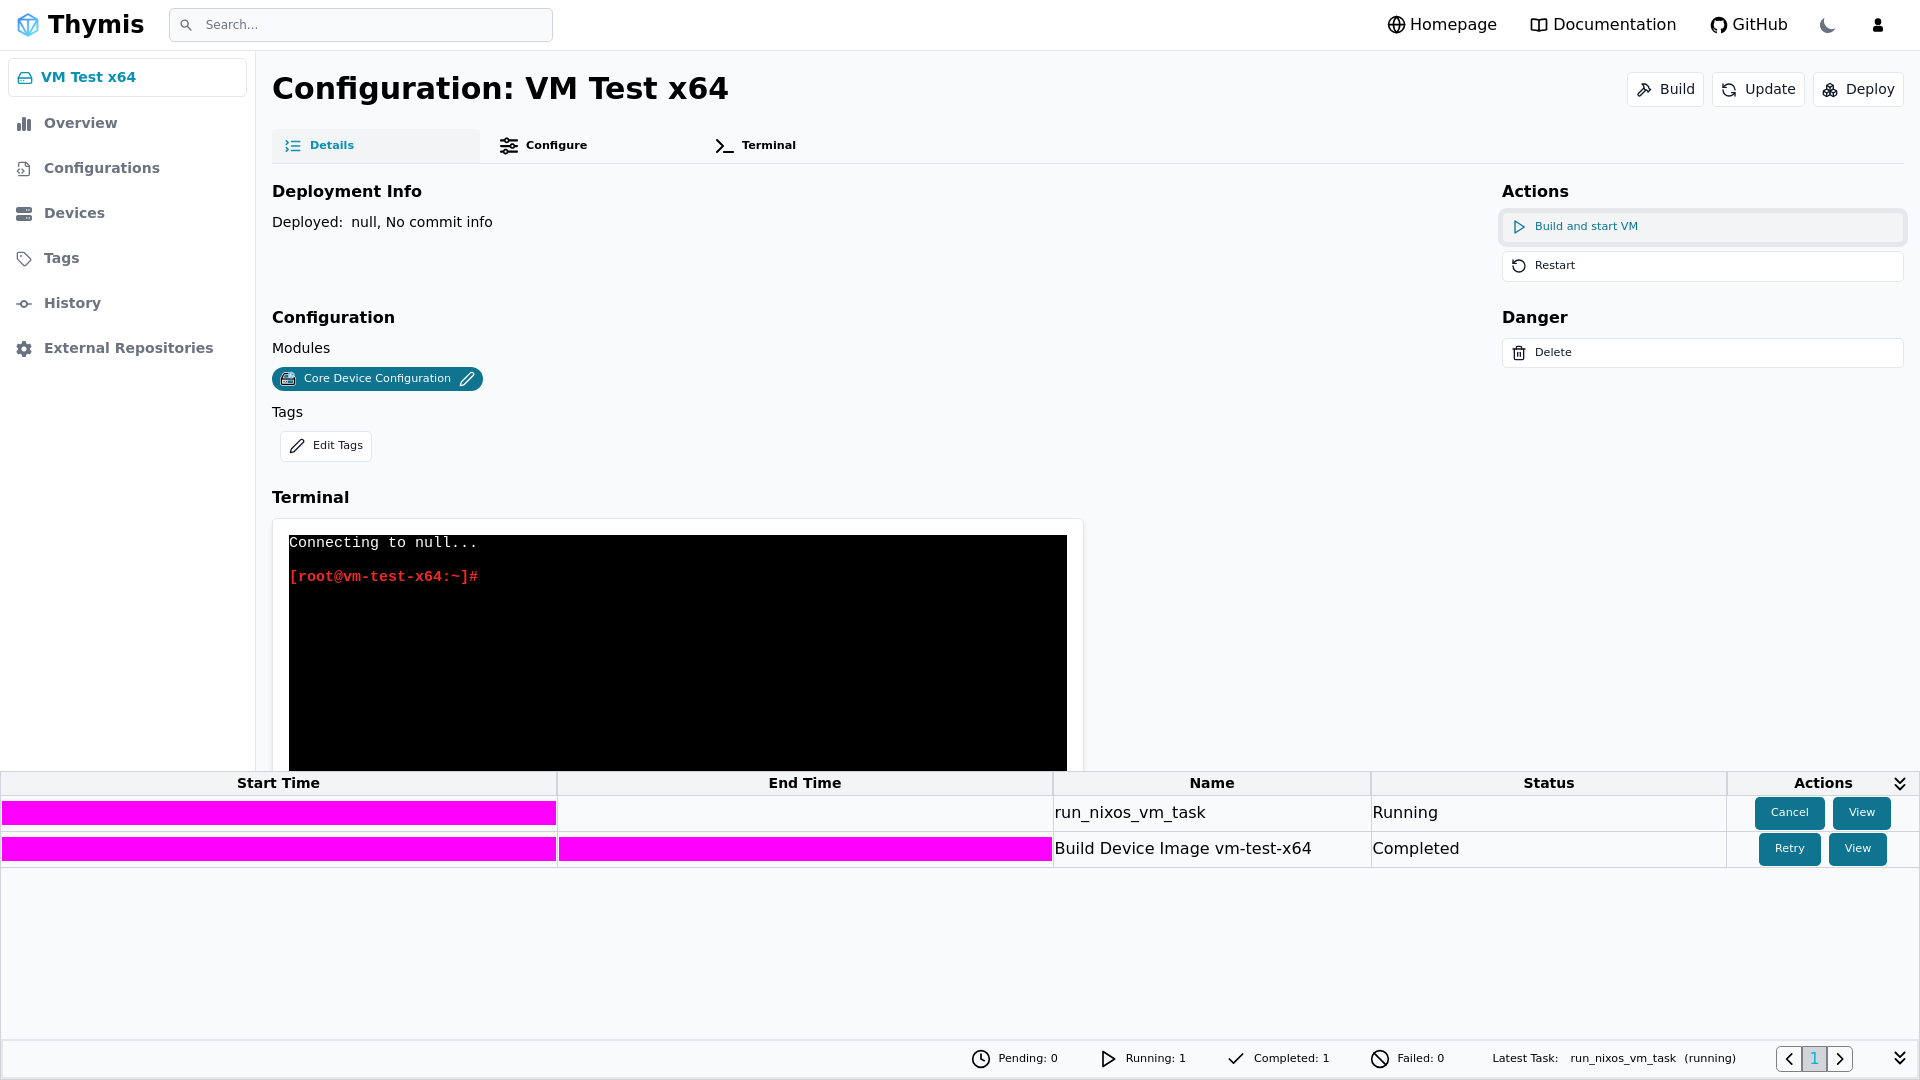 Thymis
Search...
Homepage
Documentation
GitHub
VM Test x64
Overview
Configurations
Devices
Tags
History
External Repositories
Configuration: VM Test x64
Build
Update
Deploy
Details
Configure
Terminal
Deployment Info
Deployed: null, No commit info
Actions
Build and start VM
Restart
Configuration
Modules
Core Device Configuration
Tags
Edit Tags
Danger
Delete
Terminal
Connecting to null...
[root@vm-test-x64:~]#
Start Time End Time Name Status Actions
run_nixos_vm_task Running Cancel View
Build Device Image vm-test-x64 Completed Retry View
Pending: 0 Running: 1 Completed: 1 Failed: 0 Latest Task: run_nixos_vm_task (running) 1